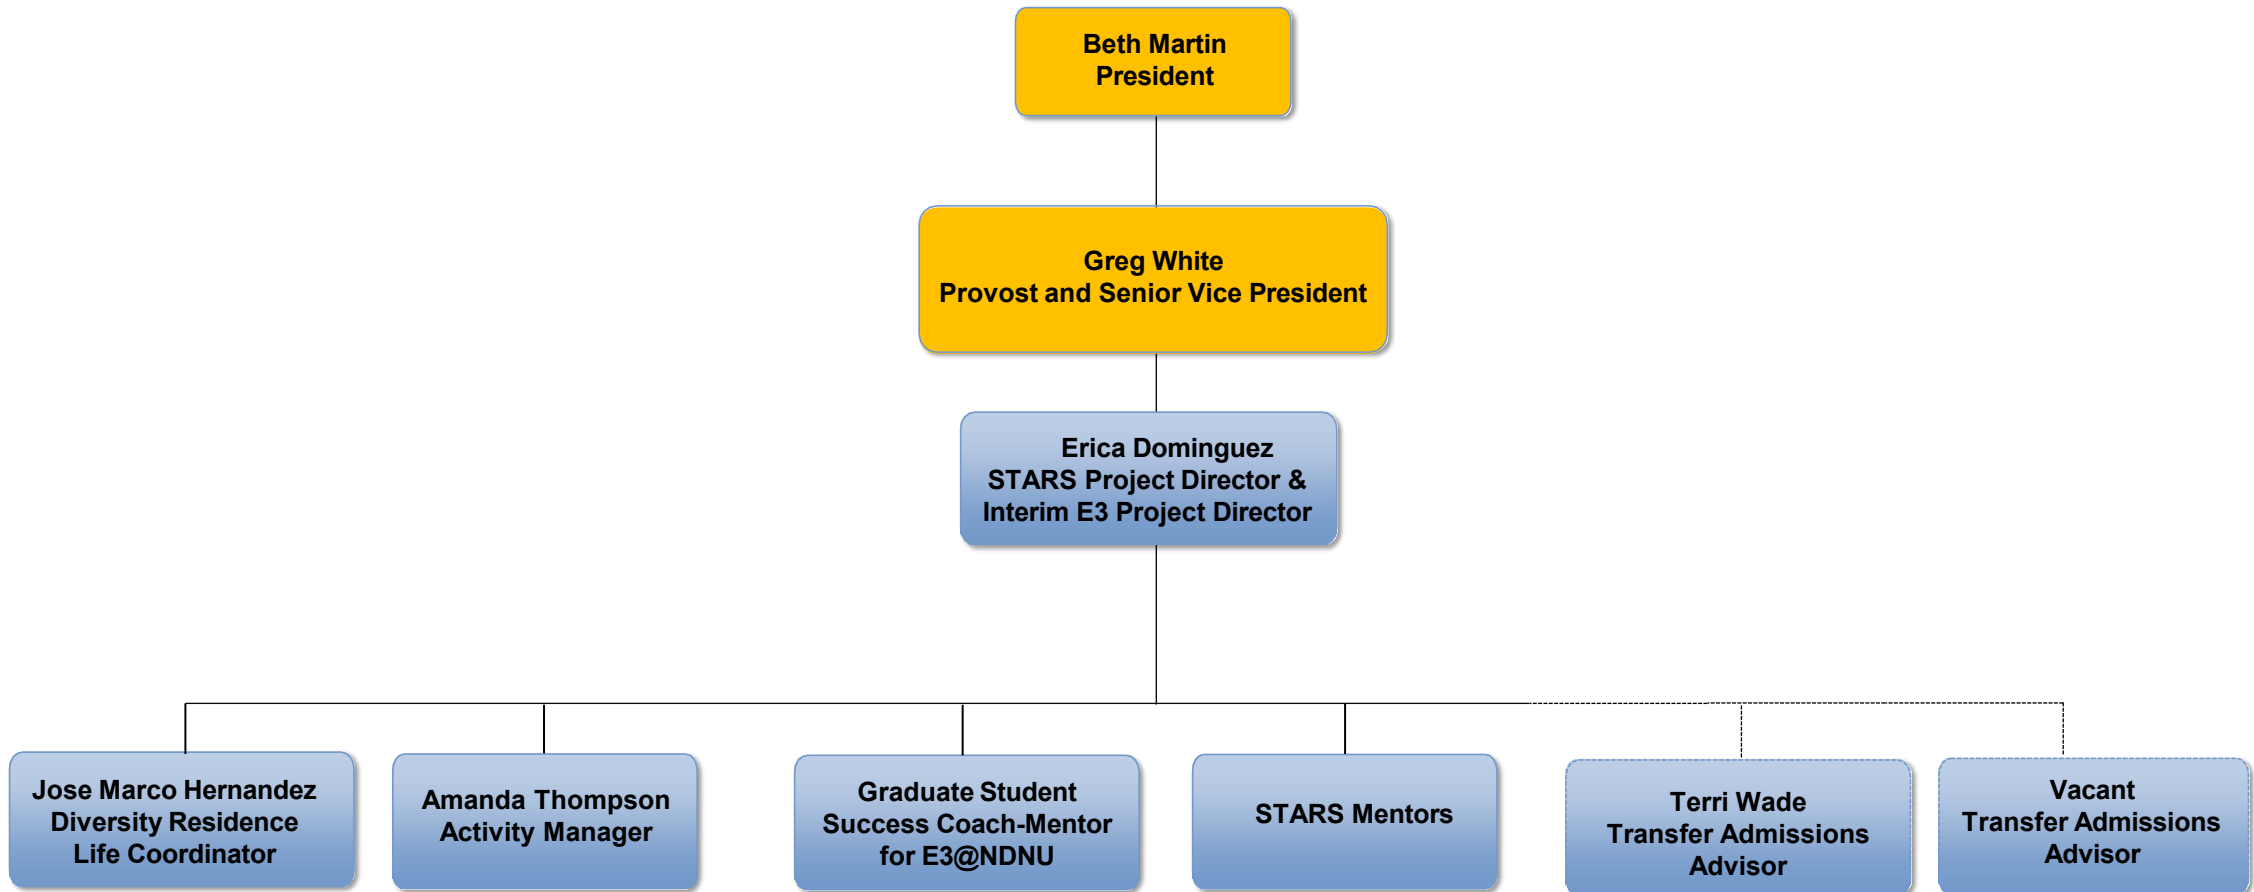 Beth Martin
President
Greg White
Provost and Senior Vice President
Erica Dominguez
STARS Project Director &
Interim E3 Project Director
Jose Marco Hernandez
Diversity Residence
Life Coordinator
Amanda Thompson
Activity Manager
Graduate Student
Success Coach-Mentor
for E3@NDNU
STARS Mentors
Terri Wade
Transfer Admissions
Advisor
Vacant
Transfer Admissions
Advisor